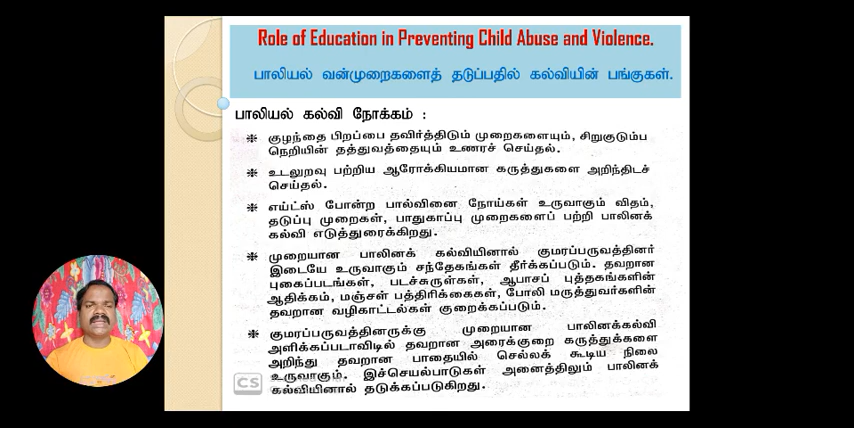 Role of Education in Preventing Child Abuse and Violence.
பாலியல் வன்முறைகளைத் தடுப்பதில் கல்வியின் பங்குகள்.
பாலியல் கல்வி நோக்கம் :
❈ குழந்தை பிறப்பை தவிர்த்திடும் முறைகளையும், சிறுகுடும்ப
நெறியின் தத்துவத்தையும் உணரச் செய்தல்.
❈ உடலுறவு பற்றிய ஆரோக்கியமான கருத்துகளை அறிந்திடச்
செய்தல்.
❈ எய்ட்ஸ் போன்ற பால்வினை நோய்கள் உருவாகும் விதம்,
தடுப்பு முறைகள், பாதுகாப்பு முறைகளைப் பற்றி பாலினக்
கல்வி எடுத்துரைக்கிறது.
❈ முறையான பாலினக் கல்வியினால் குமரப்பருவத்தினர்
இடையே உருவாகும் சந்தேகங்கள் தீர்க்கப்படும். தவறான
புகைப்படங்கள், படச்சுருள்கள், ஆபாசப் புத்தகங்களின்
ஆதிக்கம், மஞ்சள் பத்திரிக்கைகள், போலி மருத்துவர்களின்
தவறான வழிகாட்டல்கள் குறைக்கப்படும்.
❈ குமரப்பருவத்தினருக்கு முறையான பாலினக்கல்வி
அளிக்கப்படாவிடில் தவறான அரைக்குறை கருத்துக்களை
அறிந்து தவறான பாதையில் செல்லக் கூடிய நிலை
உருவாகும். இச்செயல்பாடுகள் அனைத்திலும் பாலினக்
கல்வியினால் தடுக்கப்படுகிறது.
CS